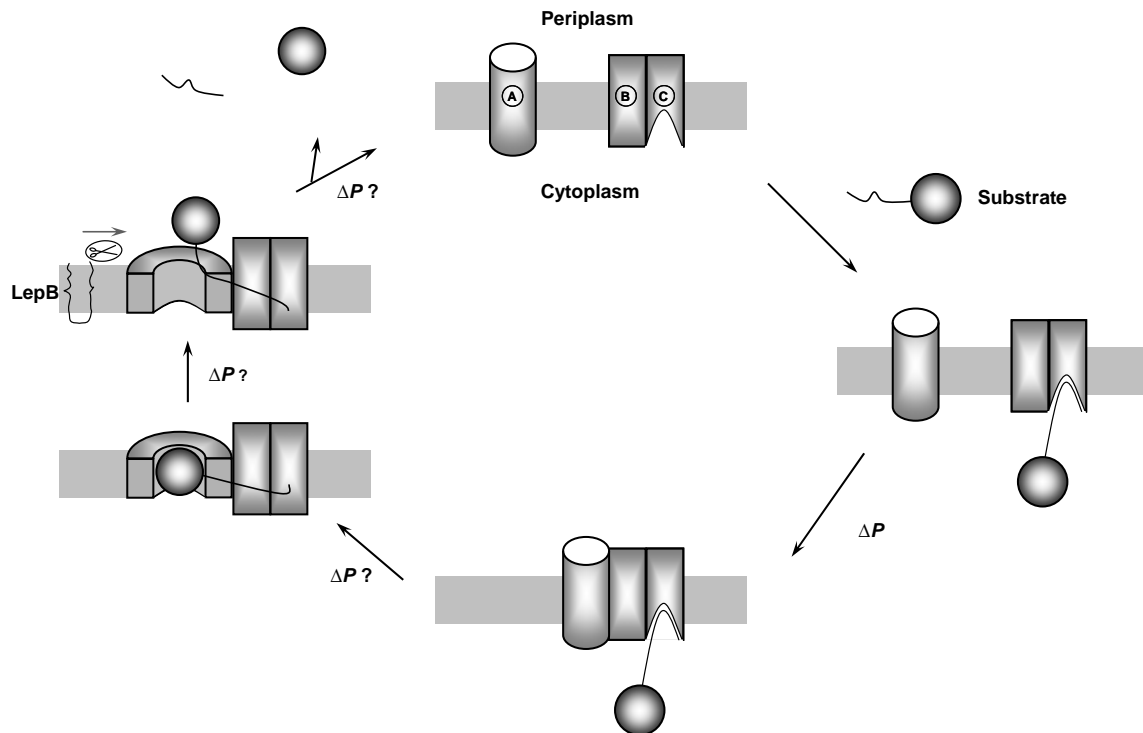 Periplasm
A
B
C
Cytoplasm
Substrate
ΔP
ΔP ?
ΔP ?
LepB
ΔP ?